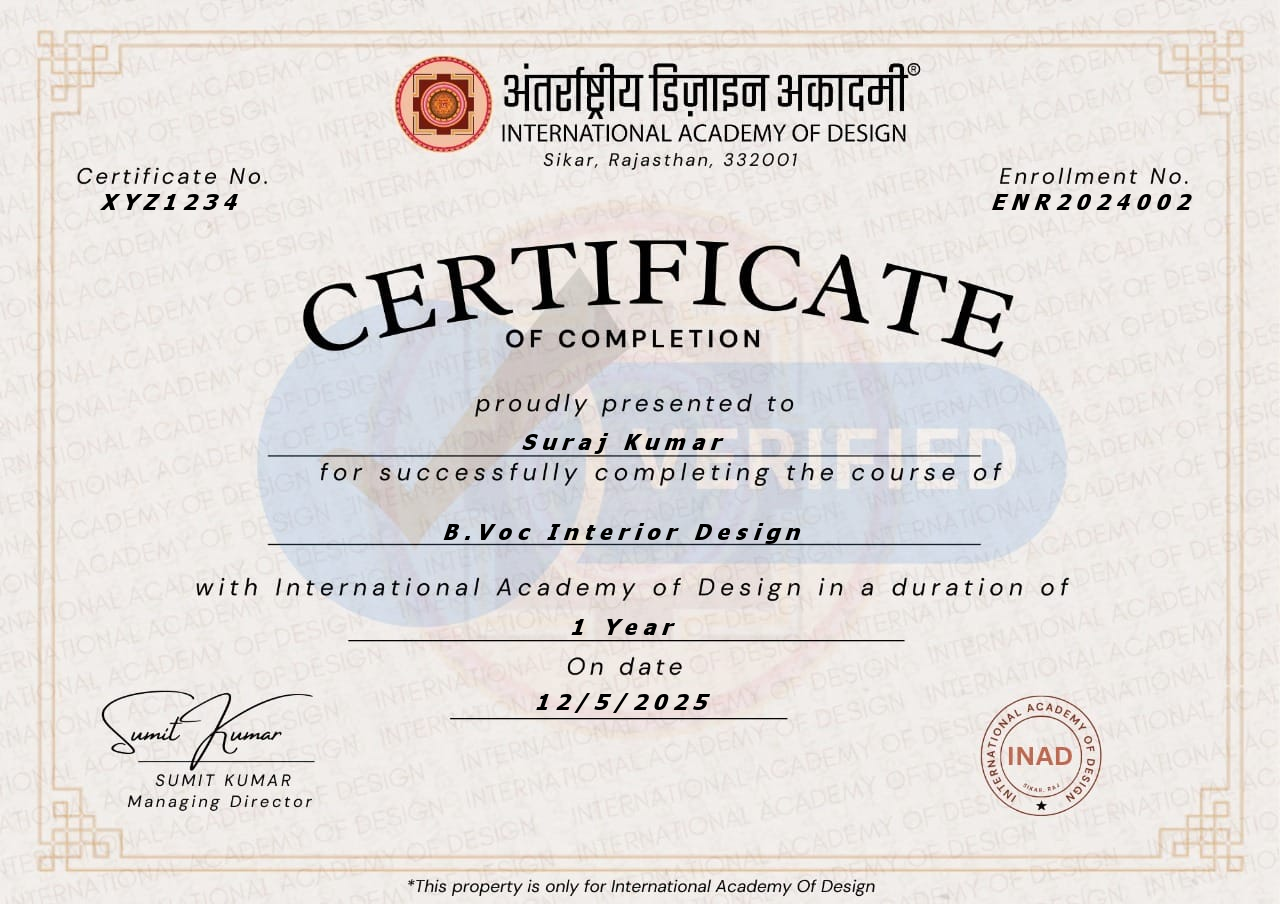 अंतर्राष्ट्रीय डिज़ाइन अकादमी®
INTERNATIONAL ACADEMY OF DESIGN
Sikar, Rajasthan, 332001
Certificate No.
XYZ1234
Enrollment No.
ENR2024002
CERTIFICATE
OF COMPLETION
proudly presented to
Suraj Kumar
VERIFIED
for successfully completing the course of
B.Voc Interior Design
with International Academy of Design in a duration of
1 Year
On date
12/5/2025
Sumit Kumar
SUMIT KUMAR
Managing Director
INTERNATIONAL ACADEMY OF DESIGN
INAD
SIKAR, RAJ
*This property is only for International Academy Of Design